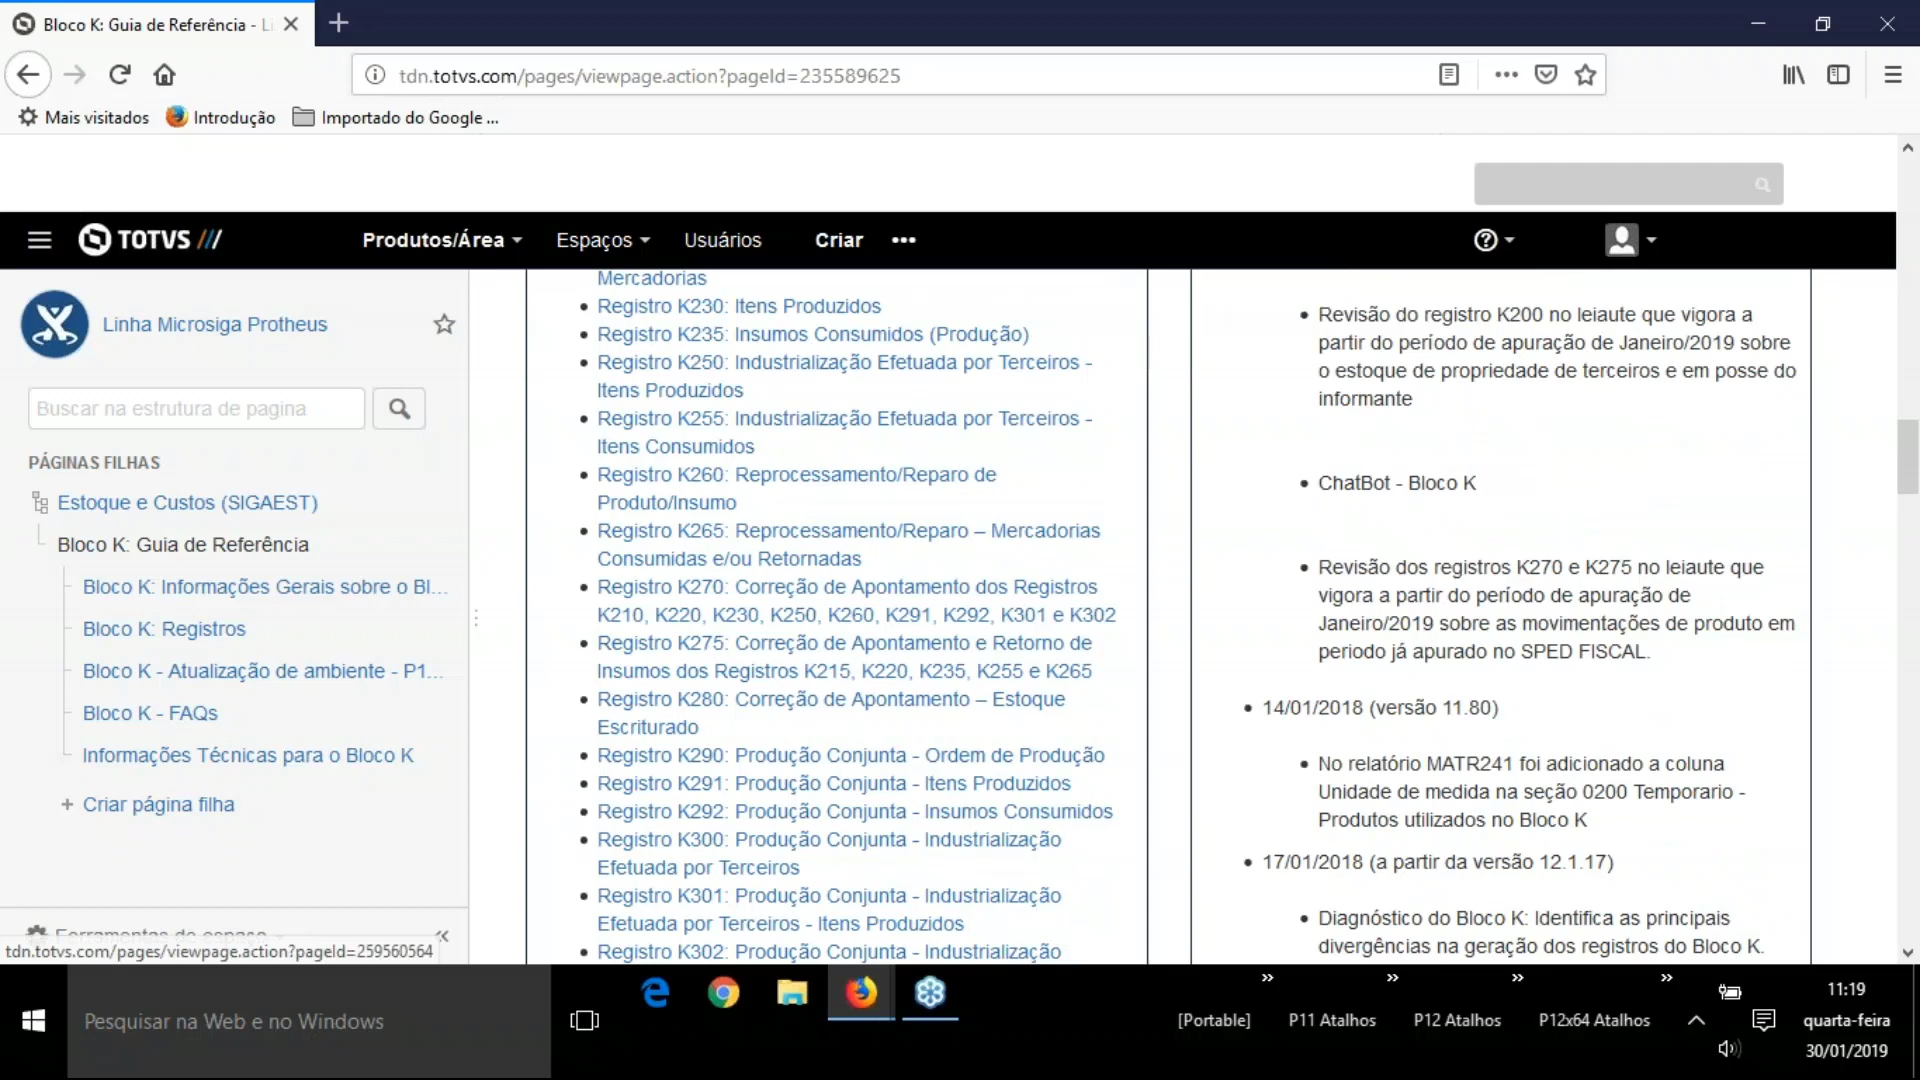 Bloco K: Guia de Referência - Li
tdn.totvs.com/pages/viewpage.action?pageId=235589625
Mais visitados
Introdução
Importado do Google ...
TOTVS
Produtos/Área
Espaços
Usuários
Criar
Linha Microsiga Protheus
Buscar na estrutura de pagina
PÁGINAS FILHAS
Estoque e Custos (SIGAEST)
Bloco K: Guia de Referência
Bloco K: Informações Gerais sobre o Bl...
Bloco K: Registros
Bloco K - Atualização de ambiente - P1...
Bloco K - FAQs
Informações Técnicas para o Bloco K
+ Criar página filha
Ferramentas de espaço
tdn.totvs.com/pages/viewpage.action?pageId=259560564
Mercadorias
• Registro K230: Itens Produzidos
• Registro K235: Insumos Consumidos (Produção)
• Registro K250: Industrialização Efetuada por Terceiros -
Itens Produzidos
• Registro K255: Industrialização Efetuada por Terceiros -
Itens Consumidos
• Registro K260: Reprocessamento/Reparo de
Produto/Insumo
• Registro K265: Reprocessamento/Reparo – Mercadorias
Consumidas e/ou Retornadas
• Registro K270: Correção de Apontamento dos Registros
K210, K220, K230, K250, K260, K291, K292, K301 e K302
• Registro K275: Correção de Apontamento e Retorno de
Insumos dos Registros K215, K220, K235, K255 e K265
• Registro K280: Correção de Apontamento – Estoque
Escriturado
• Registro K290: Produção Conjunta - Ordem de Produção
• Registro K291: Produção Conjunta - Itens Produzidos
• Registro K292: Produção Conjunta - Insumos Consumidos
• Registro K300: Produção Conjunta - Industrialização
Efetuada por Terceiros
• Registro K301: Produção Conjunta - Industrialização
Efetuada por Terceiros - Itens Produzidos
• Registro K302: Produção Conjunta - Industrialização
• Revisão do registro K200 no leiaute que vigora a
partir do período de apuração de Janeiro/2019 sobre
o estoque de propriedade de terceiros e em posse do
informante
• ChatBot - Bloco K
• Revisão dos registros K270 e K275 no leiaute que
vigora a partir do período de apuração de
Janeiro/2019 sobre as movimentações de produto em
periodo já apurado no SPED FISCAL.
• 14/01/2018 (versão 11.80)
• No relatório MATR241 foi adicionado a coluna
Unidade de medida na seção 0200 Temporario -
Produtos utilizados no Bloco K
• 17/01/2018 (a partir da versão 12.1.17)
• Diagnóstico do Bloco K: Identifica as principais
divergências na geração dos registros do Bloco K.
Pesquisar na Web e no Windows
[Portable]
P11 Atalhos
P12 Atalhos
P12x64 Atalhos
11:19
quarta-feira
30/01/2019